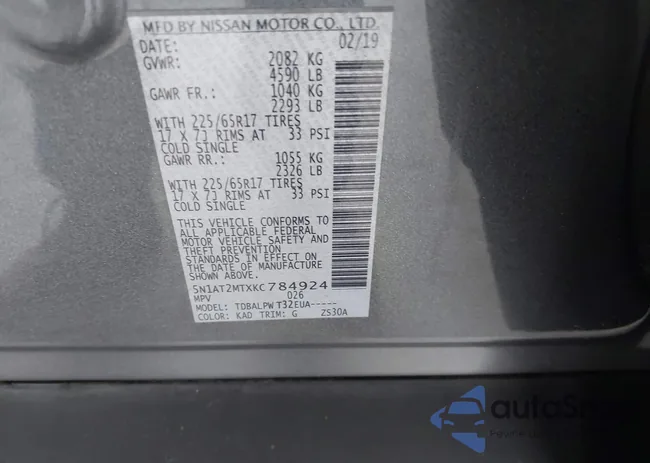 MFD BY NISSAN MOTOR CO., LTD.
DATE: 02/19
GVWR: 2082 KG
4590 LB
GAWR FR.: 1040 KG
2293 LB
WITH 225/65R17 TIRES
17 X 7J RIMS AT 33 PSI
COLD SINGLE
GAWR RR.: 1055 KG
2326 LB
WITH 225/65R17 TIRES
17 X 7J RIMS AT 33 PSI
COLD SINGLE
THIS VEHICLE CONFORMS TO
ALL APPLICABLE FEDERAL
MOTOR VEHICLE SAFETY AND
THEFT PREVENTION
STANDARDS IN EFFECT ON
THE DATE OF MANUFACTURE
SHOWN ABOVE.
5N1AT2MTXKC784924
MPV 026
MODEL: TDBALPW T32EUA-----
COLOR: KAD TRIM: G ZS30A